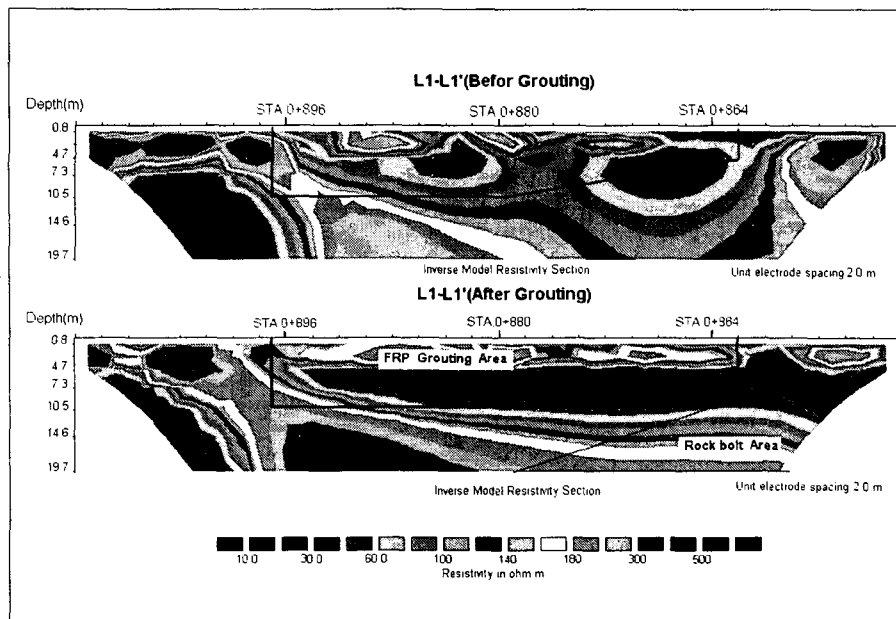 L1-L1'(Befor Grouting)
Depth(m)
STA 0+896 STA 0+880 STA 0+864
0.8
4.7
7.3
10.5
14.6
19.7
Inverse Model Resistivity Section
Unit electrode spacing 2.0 m
L1-L1'(After Grouting)
Depth(m)
STA 0+896 STA 0+880 STA 0+864
0.8
4.7
7.3
10.5
14.6
19.7
FRP Grouting Area
Rock bolt Area
Inverse Model Resistivity Section
Unit electrode spacing 2.0 m
10.0 30.0 60.0 100 140 180 300 500
Resistivity in ohm m